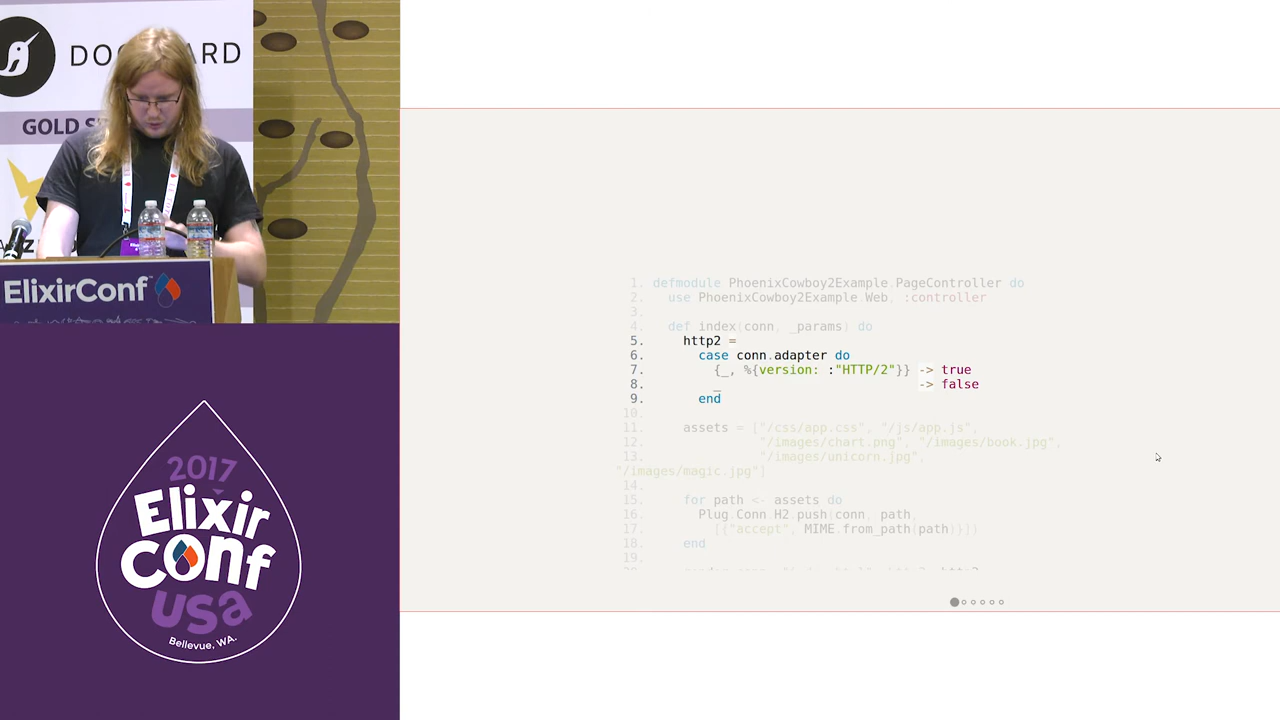 DOC ARD
GOLD S
ElixirConf
2017
Elixir
conf
usa
Bellevue, WA.
1. defmodule PhoenixCowboy2Example.PageController do
2. use PhoenixCowboy2Example.Web, :controller
3.
4. def index(conn, _params) do
5. http2 =
6. case conn.adapter do
7. {_, %{version: :"HTTP/2"}} -> true
8. _ -> false
9. end
10.
11. assets = ["/css/app.css", "/js/app.js",
12. "/images/chart.png", "/images/book.jpg",
13. "/images/unicorn.jpg",
"/images/magic.jpg"]
14.
15. for path <- assets do
16. Plug.Conn.H2.push(conn, path,
17. [{"accept", MIME.from_path(path)}])
18. end
19.